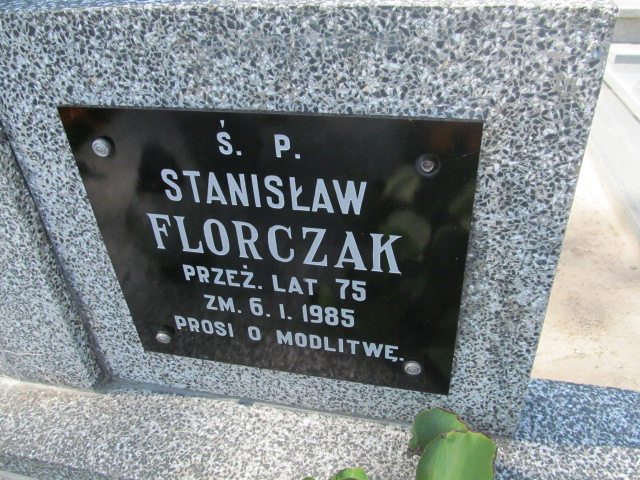 Ś. P.
STANISŁAW
FLORCZAK
PRZEŻ. LAT 75
ZM. 6. I. 1985
PROSI O MODLITWĘ.